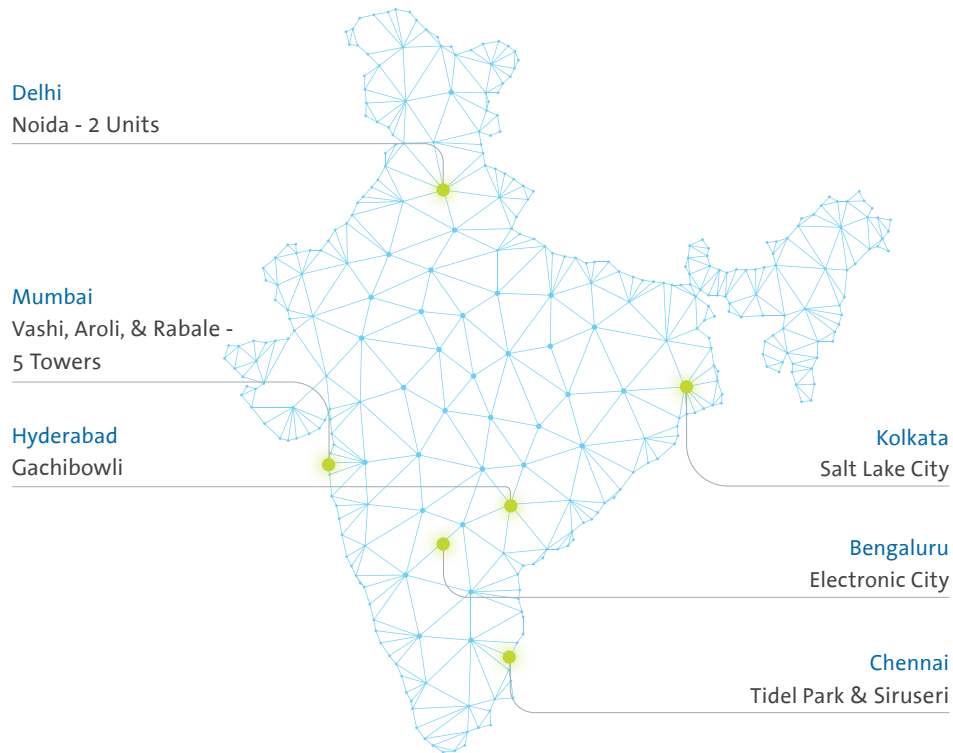 Delhi
Noida - 2 Units
Mumbai
Vashi, Aroli, & Rabale -
5 Towers
Hyderabad
Gachibowli
Kolkata
Salt Lake City
Bengaluru
Electronic City
Chennai
Tidel Park & Siruseri